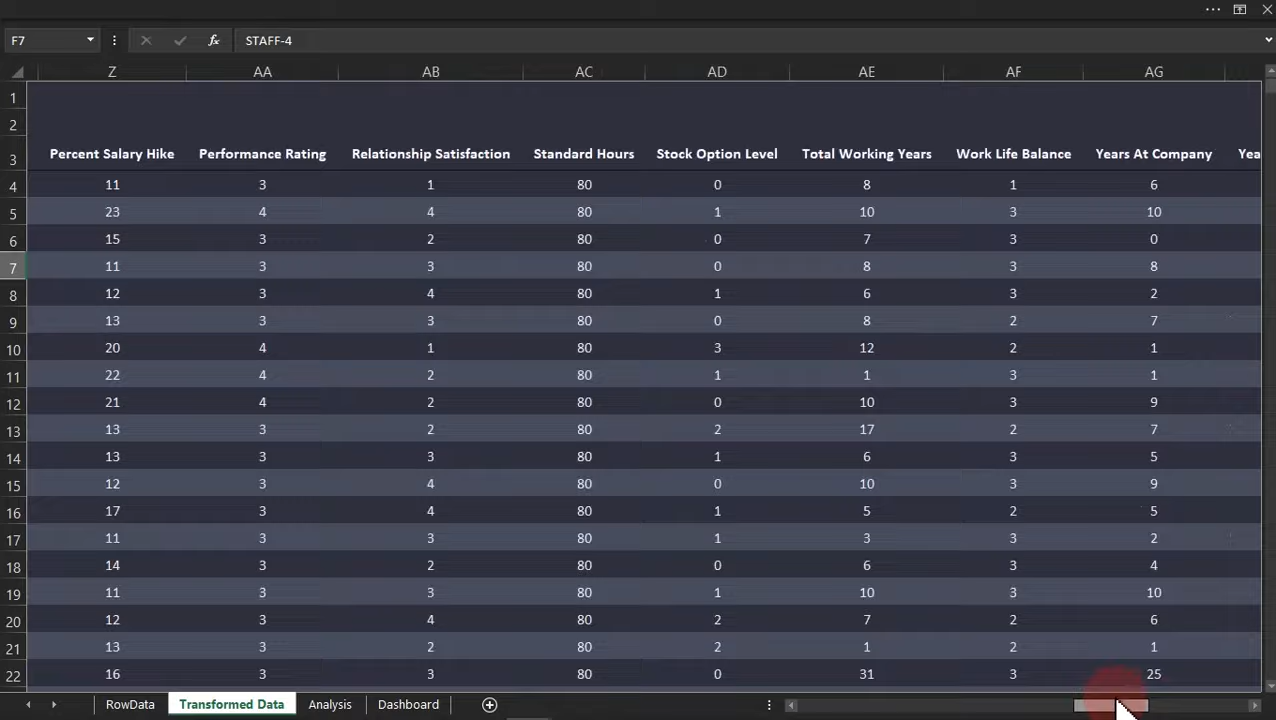 F7 fx STAFF-4
Z AA AB AC AD AE AF AG
1
2
3 Percent Salary Hike Performance Rating Relationship Satisfaction Standard Hours Stock Option Level Total Working Years Work Life Balance Years At Company Yea
4 11 3 1 80 0 8 1 6
5 23 4 4 80 1 10 3 10
6 15 3 2 80 0 7 3 0
7 11 3 3 80 0 8 3 8
8 12 3 4 80 1 6 3 2
9 13 3 3 80 0 8 2 7
10 20 4 1 80 3 12 2 1
11 22 4 2 80 1 1 3 1
12 21 4 2 80 0 10 3 9
13 13 3 2 80 2 17 2 7
14 13 3 3 80 1 6 3 5
15 12 3 4 80 0 10 3 9
16 17 3 4 80 1 5 2 5
17 11 3 3 80 1 3 3 2
18 14 3 2 80 0 6 3 4
19 11 3 3 80 1 10 3 10
20 12 3 4 80 2 7 2 6
21 13 3 2 80 2 1 2 1
22 16 3 3 80 0 31 3 25
RowData Transformed Data Analysis Dashboard